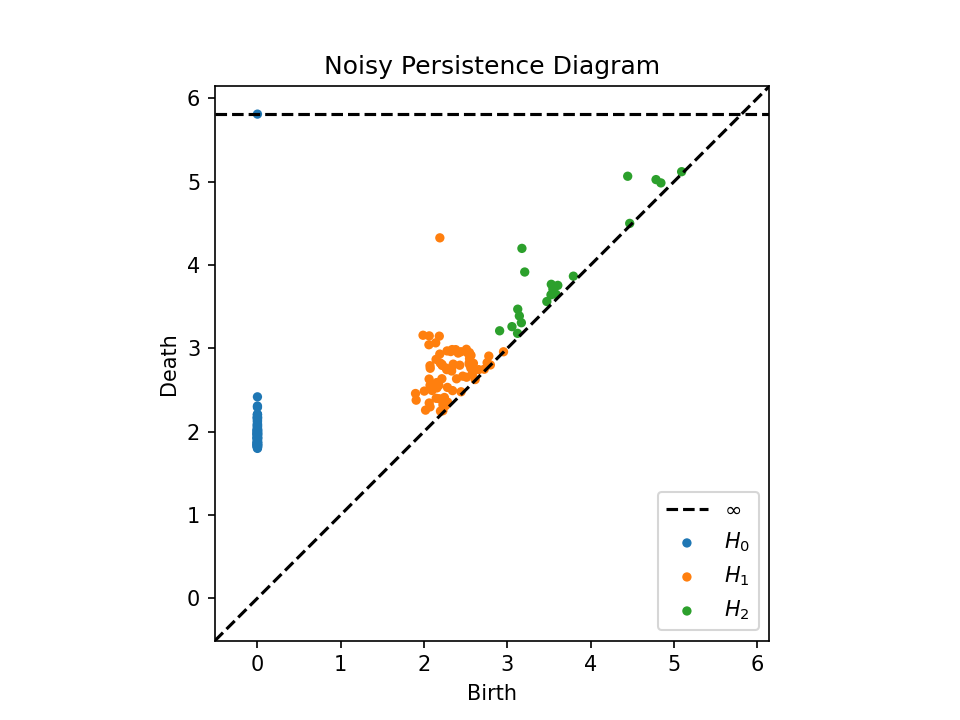 Noisy Persistence Diagram
6
5
4
3
2
1
0
Death
∞
H₀
H₁
H₂
0 1 2 3 4 5 6
Birth